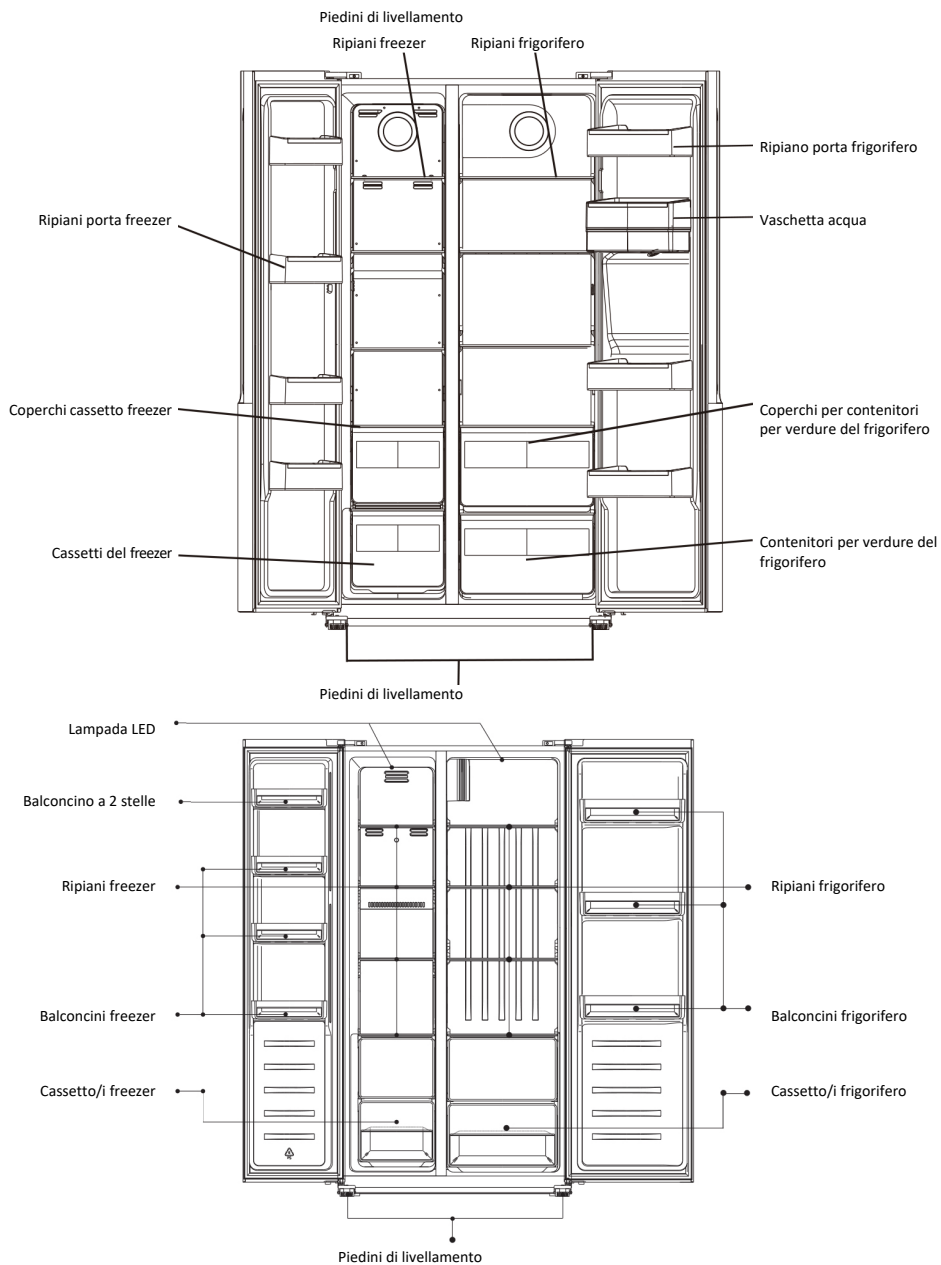 Piedini di livellamento
Ripiani freezer
Ripiani frigorifero
Ripiano porta frigorifero
Ripiani porta freezer
Vaschetta acqua
Coperchi cassetto freezer
Coperchi per contenitori
per verdure del frigorifero
Cassetti del freezer
Contenitori per verdure del
frigorifero
Piedini di livellamento
Lampada LED
Balconcino a 2 stelle
Ripiani freezer
Ripiani frigorifero
Balconcini freezer
Balconcini frigorifero
Cassetto/i freezer
Cassetto/i frigorifero
Piedini di livellamento